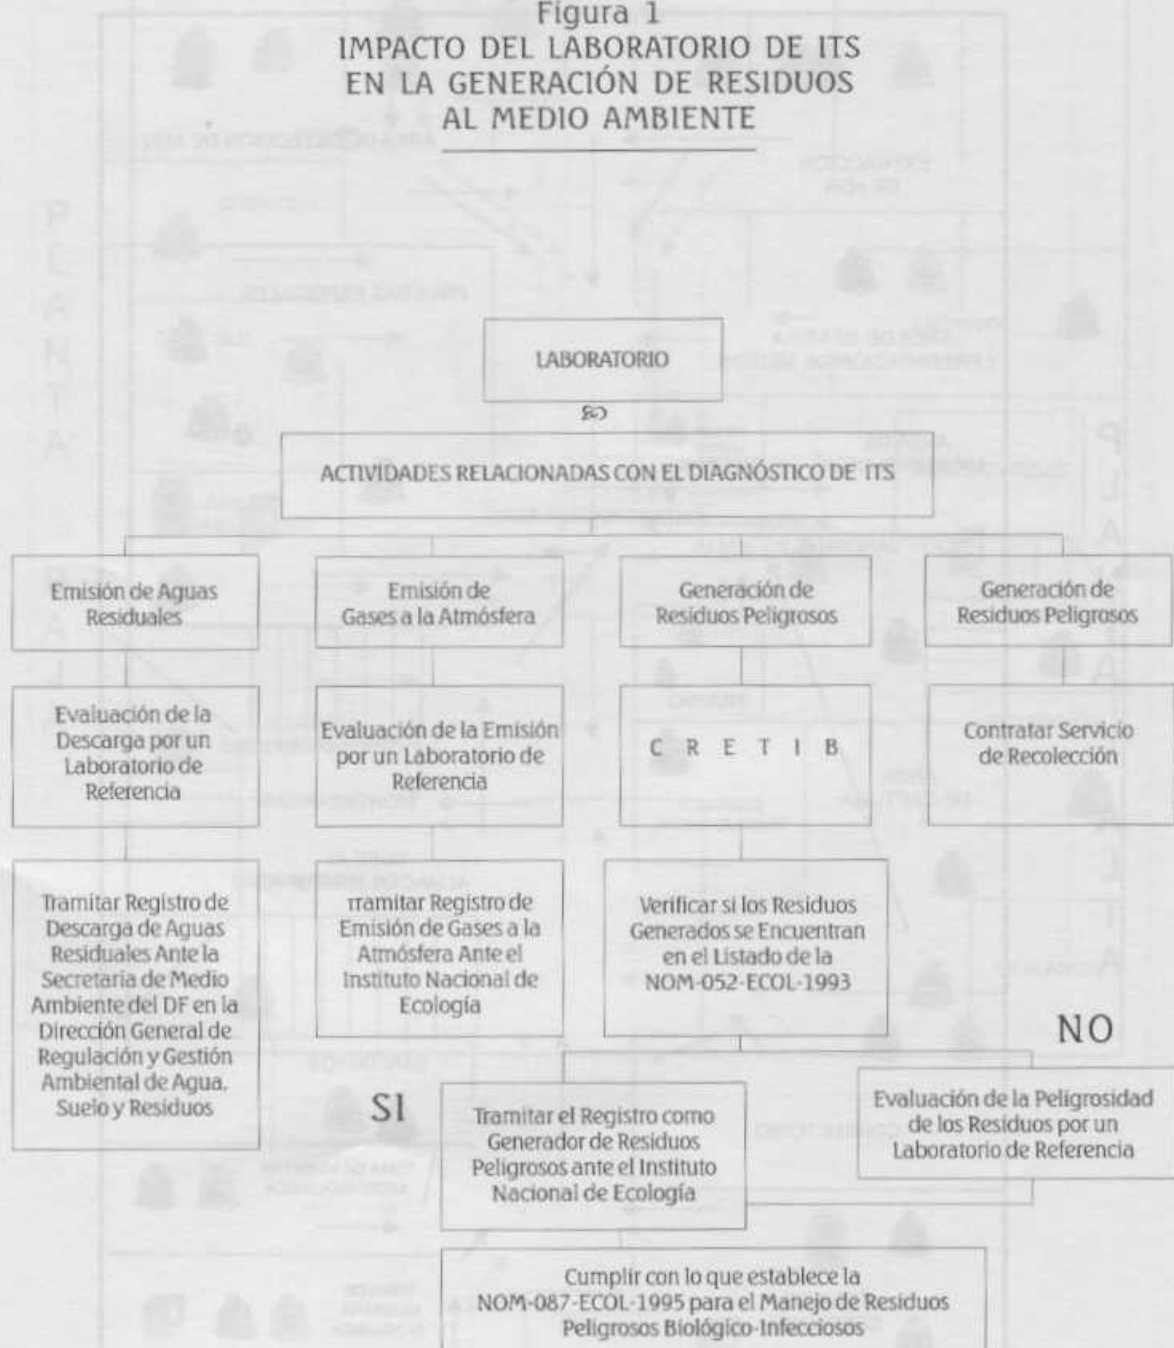 Figura 1
IMPACTO DEL LABORATORIO DE ITS
EN LA GENERACIÓN DE RESIDUOS
AL MEDIO AMBIENTE
LABORATORIO
ACTIVIDADES RELACIONADAS CON EL DIAGNÓSTICO DE ITS
Emisión de Aguas
Residuales
Emisión de
Gases a la Atmósfera
Generación de
Residuos Peligrosos
Generación de
Residuos Peligrosos
Evaluación de la
Descarga por un
Laboratorio de
Referencia
Evaluación de la Emisión
por un Laboratorio de
Referencia
C R E T I B
Contratar Servicio
de Recolección
Tramitar Registro de
Descarga de Aguas
Residuales Ante la
Secretaria de Medio
Ambiente del DF en la
Dirección General de
Regulación y Gestión
Ambiental de Agua,
Suelo y Residuos
Tramitar Registro de
Emisión de Gases a la
Atmósfera Ante el
Instituto Nacional de
Ecología
Verificar si los Residuos
Generados se Encuentran
en el Listado de la
NOM-052-ECOL-1993
NO
SI
Tramitar el Registro como
Generador de Residuos
Peligrosos ante el Instituto
Nacional de Ecología
Evaluación de la Peligrosidad
de los Residuos por un
Laboratorio de Referencia
Cumplir con lo que establece la
NOM-087-ECOL-1995 para el Manejo de Residuos
Peligrosos Biológico-Infecciosos